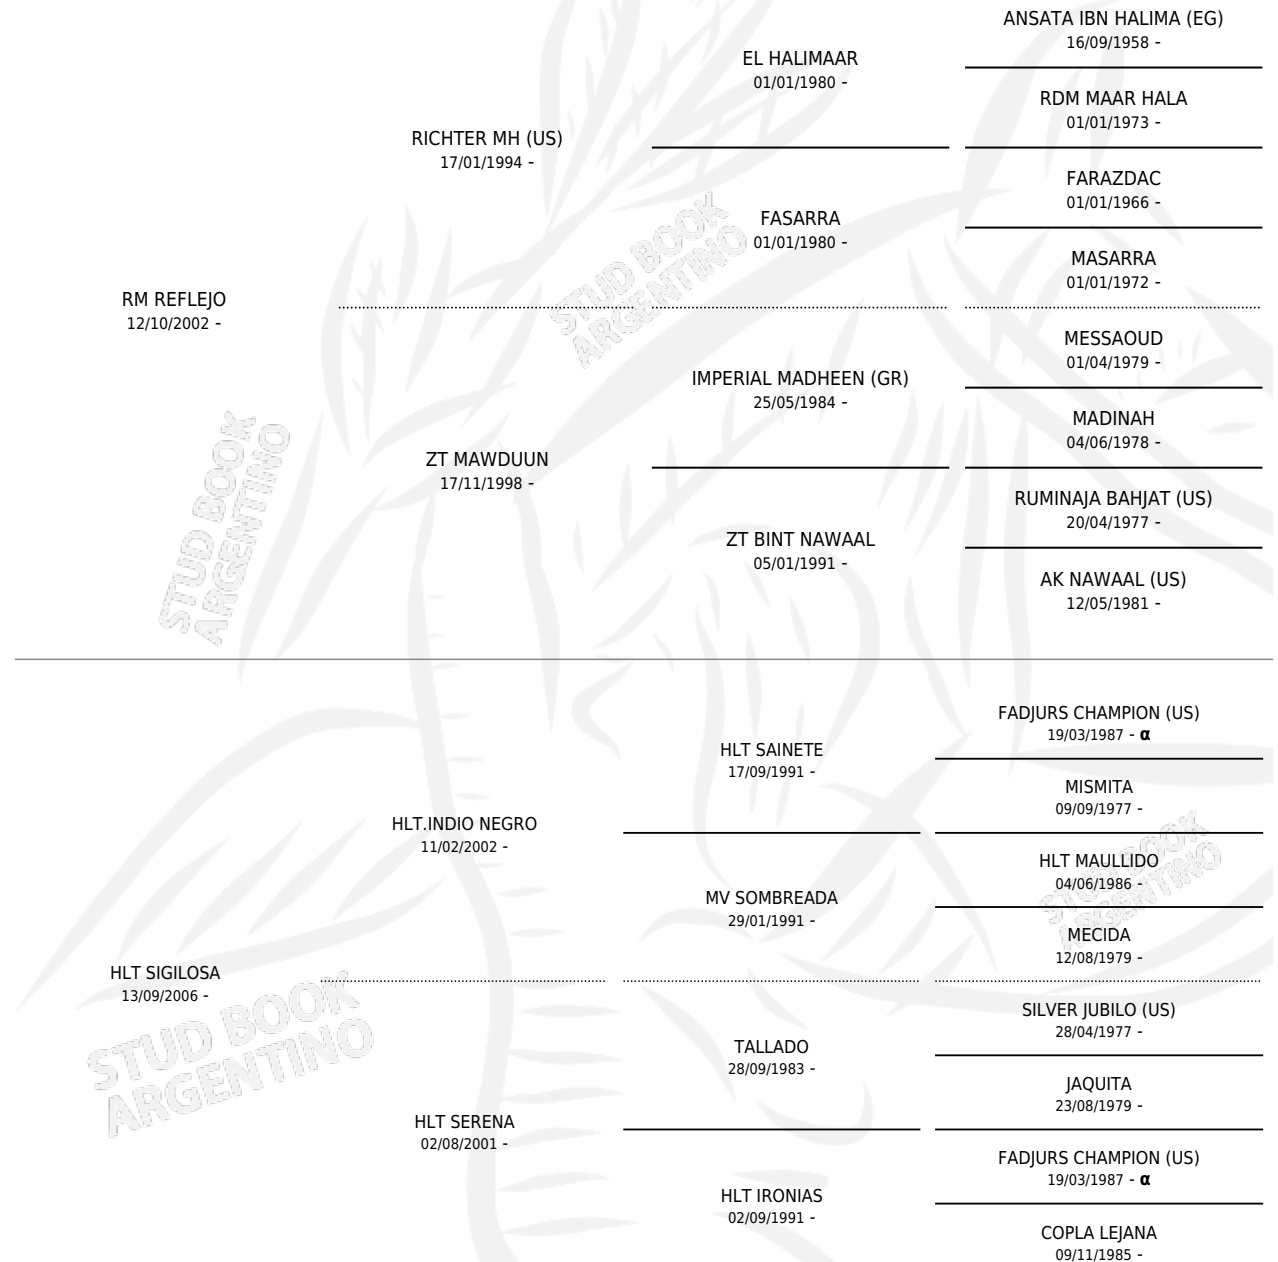 ANSATA IBN HALIMA (EG)
16/09/1958 -
EL HALIMAAR
01/01/1980 -
RDM MAAR HALA
01/01/1973 -
RICHTER MH (US)
17/01/1994 -
FARAZDAC
01/01/1966 -
FASARRA
01/01/1980 -
MASARRA
01/01/1972 -
RM REFLEJO
12/10/2002 -
MESSAOUD
01/04/1979 -
IMPERIAL MADHEEN (GR)
25/05/1984 -
MADINAH
04/06/1978 -
ZT MAWDUUN
17/11/1998 -
RUMINAJA BAHJAT (US)
20/04/1977 -
ZT BINT NAWAAL
05/01/1991 -
AK NAWAAL (US)
12/05/1981 -
STUD BOOK
ARGENTINO
STUD BOOK
ARGENTINO
FADJURS CHAMPION (US)
19/03/1987 - α
HLT SAINETE
17/09/1991 -
MISMITA
09/09/1977 -
HLT.INDIO NEGRO
11/02/2002 -
HLT MAULLIDO
04/06/1986 -
MV SOMBREADA
29/01/1991 -
MECIDA
12/08/1979 -
HLT SIGILOSA
13/09/2006 -
SILVER JUBILO (US)
28/04/1977 -
TALLADO
28/09/1983 -
JAQUITA
23/08/1979 -
HLT SERENA
02/08/2001 -
FADJURS CHAMPION (US)
19/03/1987 - α
HLT IRONIAS
02/09/1991 -
COPLA LEJANA
09/11/1985 -
STUD BOOK
ARGENTINO
STUD BOOK
ARGENTINO